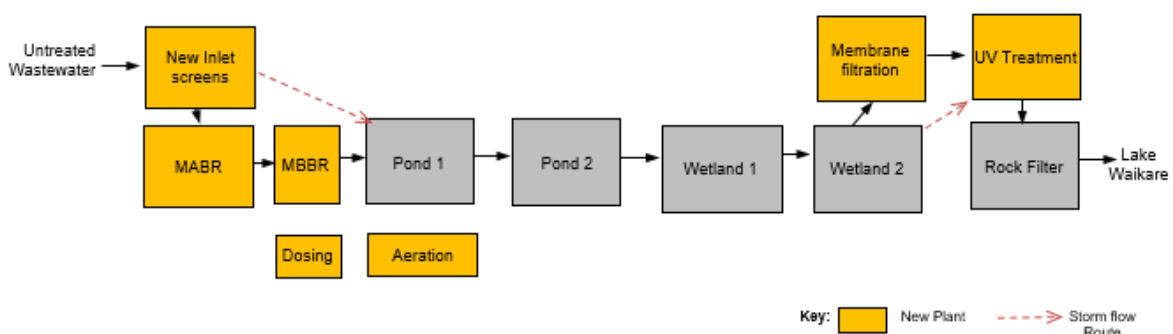 Untreated
Wastewater
New Inlet
screens
MABR
MBBR
Pond 1
Pond 2
Wetland 1
Wetland 2
Membrane
filtration
UV Treatment
Rock Filter
Lake
Waikare
Dosing
Aeration
Key:
New Plant
Storm flow
Route